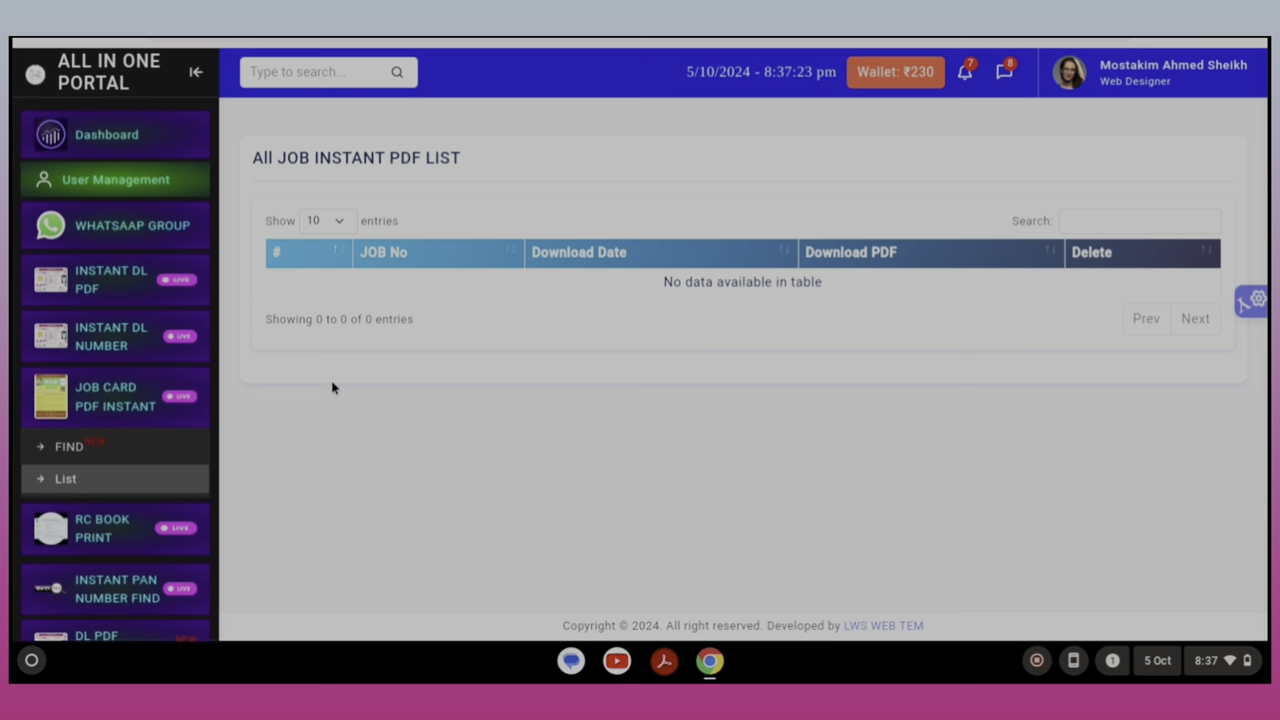 ALL IN ONE
PORTAL
Type to search...
5/10/2024 - 8:37:23 pm
Wallet: ₹230
7
8
Mostakim Ahmed Sheikh
Web Designer
Dashboard
User Management
WHATSAAP GROUP
INSTANT DL
PDF
LIVE
INSTANT DL
NUMBER
LIVE
JOB CARD
PDF INSTANT
LIVE
FIND NEW
List
RC BOOK
PRINT
LIVE
INSTANT PAN
NUMBER FIND
LIVE
DL PDF
NEW
All JOB INSTANT PDF LIST
Show 10 entries
Search:
# JOB No Download Date Download PDF Delete
No data available in table
Showing 0 to 0 of 0 entries
Prev Next
Copyright © 2024. All right reserved. Developed by LWS WEB TEM
1
5 Oct
8:37